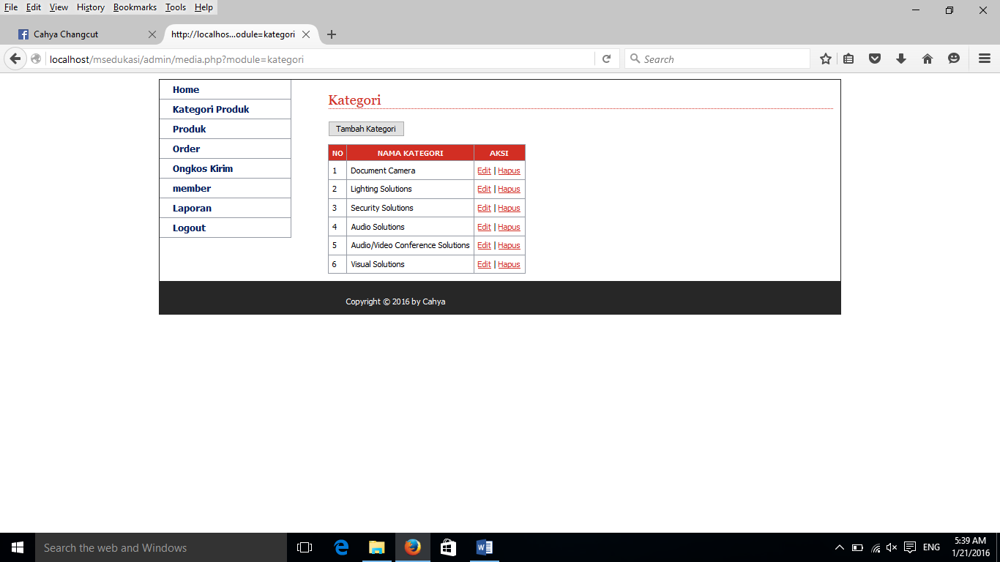 File Edit View History Bookmarks Tools Help
Cahya Changcut
http://localhos...odule=kategori
localhost/msedukasi/admin/media.php?module=kategori
Search
Home
Kategori Produk
Produk
Order
Ongkos Kirim
member
Laporan
Logout
Kategori
Tambah Kategori
NO NAMA KATEGORI AKSI
1 Document Camera Edit | Hapus
2 Lighting Solutions Edit | Hapus
3 Security Solutions Edit | Hapus
4 Audio Solutions Edit | Hapus
5 Audio/Video Conference Solutions Edit | Hapus
6 Visual Solutions Edit | Hapus
Copyright © 2016 by Cahya
Search the web and Windows
ENG
5:39 AM
1/21/2016